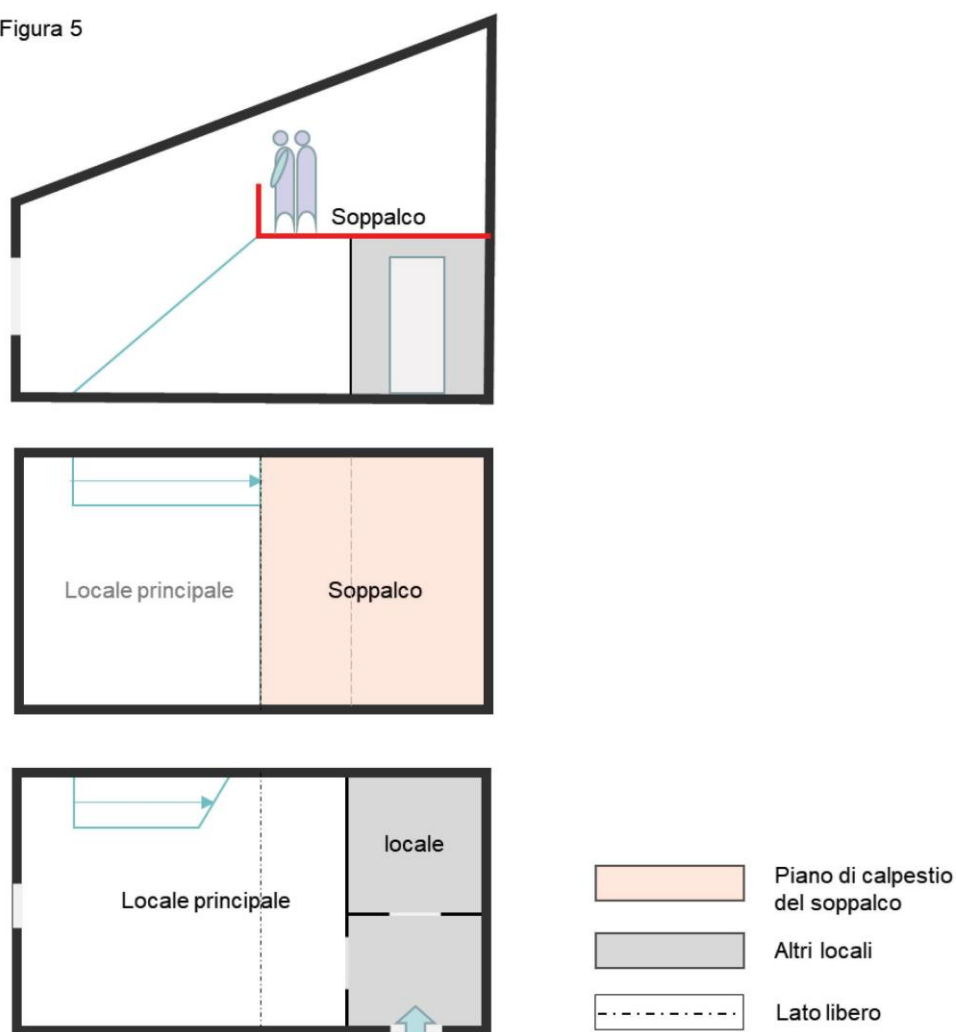 Figura 5
Soppalco
Locale principale
Soppalco
locale
Locale principale
Piano di calpestio
del soppalco
Altri locali
Lato libero